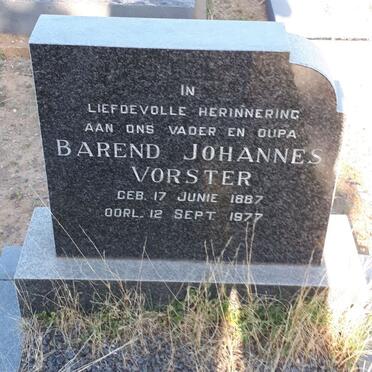 IN
LIEFDEVOLLE HERINNERING
AAN ONS VADER EN OUPA
BAREND JOHANNES
VORSTER
GEB. 17 JUNIE 1887
OORL. 12 SEPT. 1977